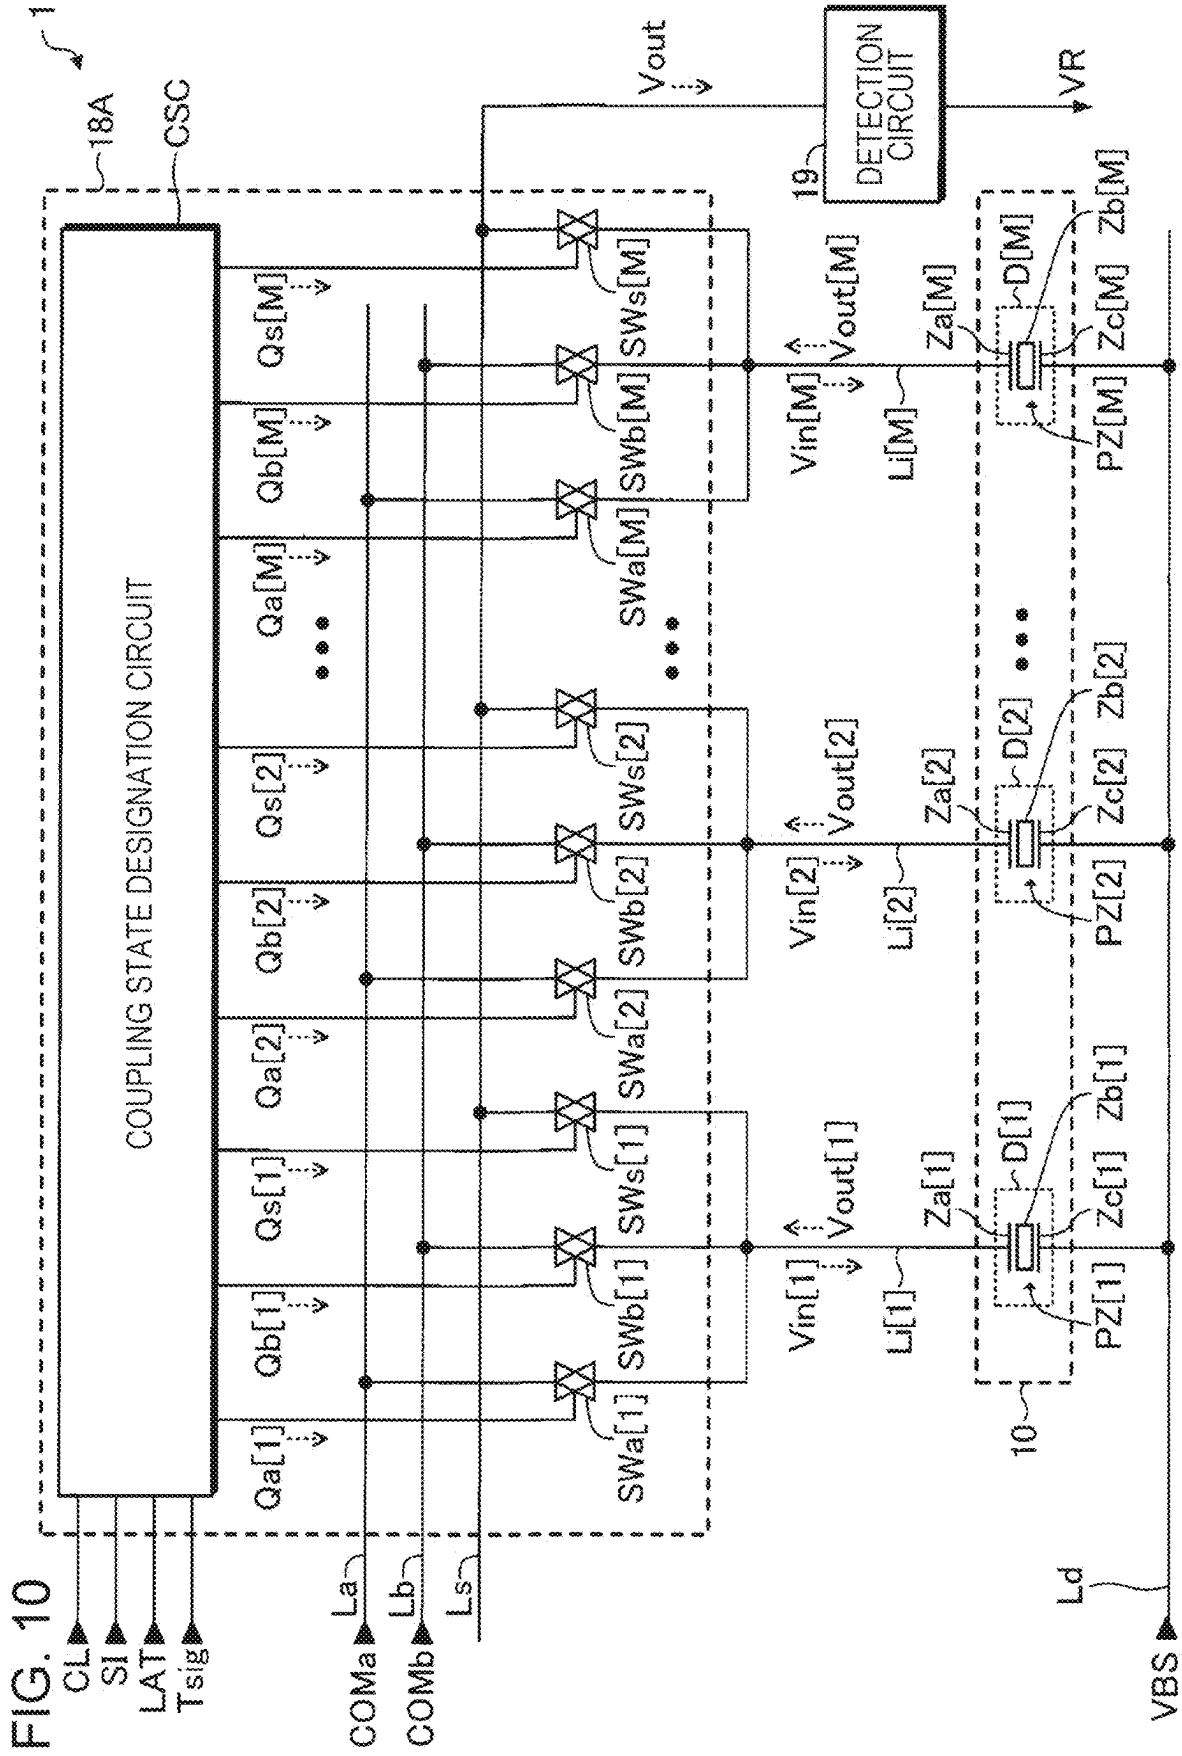 FIG. 10
1
18A
CSC
CL
SI
LAT
Tsig
COUPLING STATE DESIGNATION CIRCUIT
Qa[1]
Qb[1]
Qs[1]
Qa[2]
Qb[2]
Qs[2]
Qa[M]
Qb[M]
Qs[M]
COMa
La
COMb
Lb
Ls
SWa[1]
SWb[1]
SWs[1]
SWa[2]
SWb[2]
SWs[2]
SWa[M]
SWb[M]
SWs[M]
Vout
19
DETECTION
CIRCUIT
VR
Vin[1]
Vout[1]
Vin[2]
Vout[2]
Vin[M]
Vout[M]
Li[1]
Li[2]
Li[M]
Za[1]
D[1]
Za[2]
D[2]
Za[M]
D[M]
10
PZ[1]
Zc[1]
Zb[1]
PZ[2]
Zc[2]
Zb[2]
PZ[M]
Zc[M]
Zb[M]
VBS
Ld